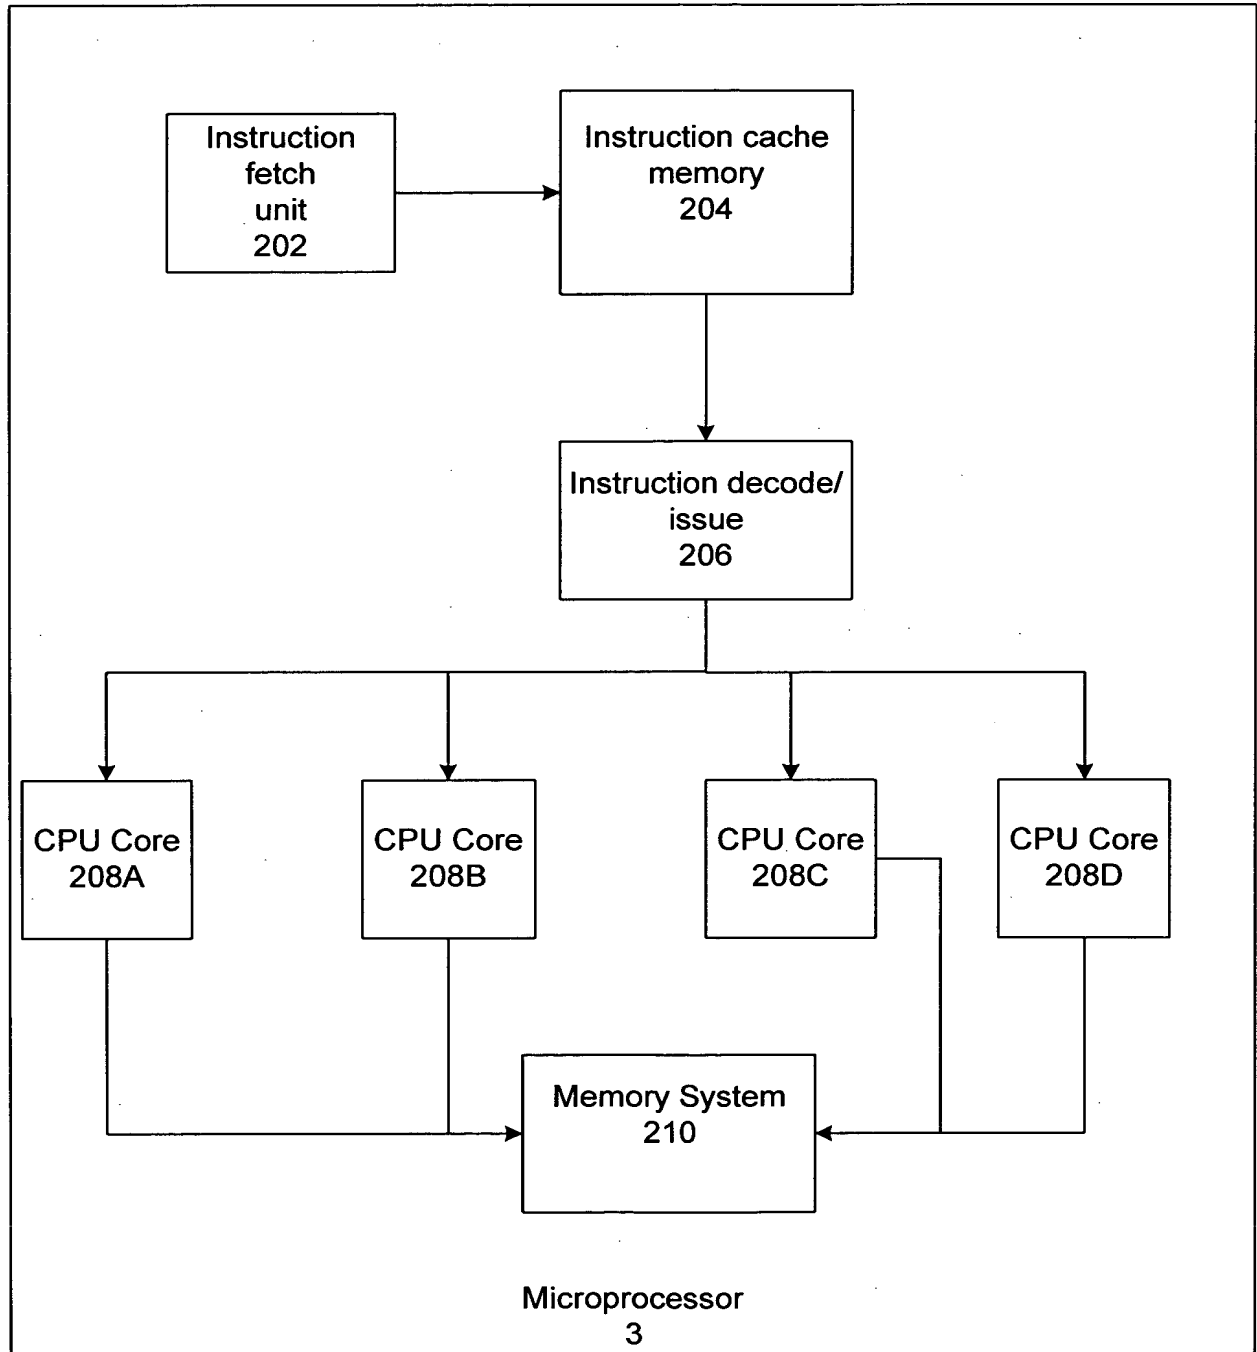 Instruction
fetch
unit
202
Instruction cache
memory
204
Instruction decode/
issue
206
CPU Core
208A
CPU Core
208B
CPU Core
208C
CPU Core
208D
Memory System
210
Microprocessor
3